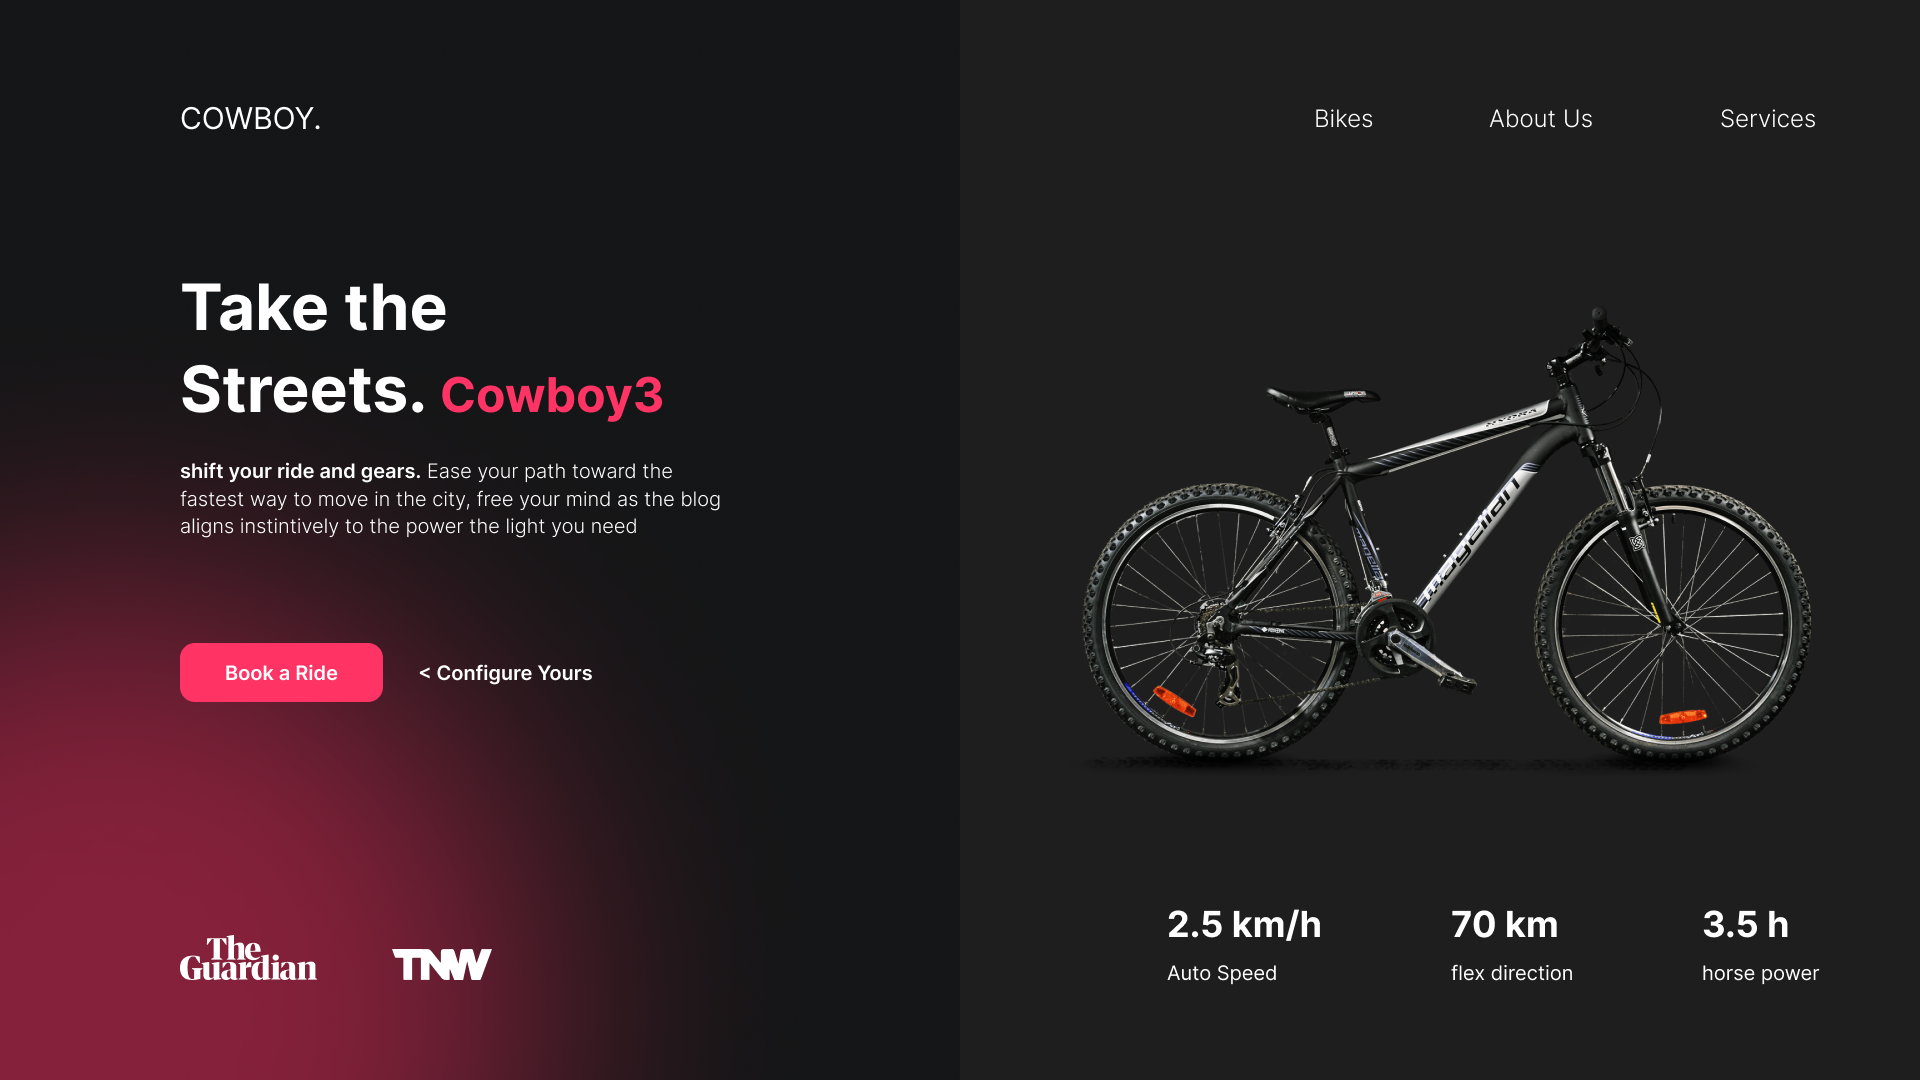 COWBOY.
Bikes
About Us
Services
Take the
Streets. Cowboy3
shift your ride and gears. Ease your path toward the
fastest way to move in the city, free your mind as the blog
aligns instintively to the power the light you need
Book a Ride
< Configure Yours
magellan
The
Guardian
TNW
2.5 km/h
70 km
3.5 h
Auto Speed
flex direction
horse power